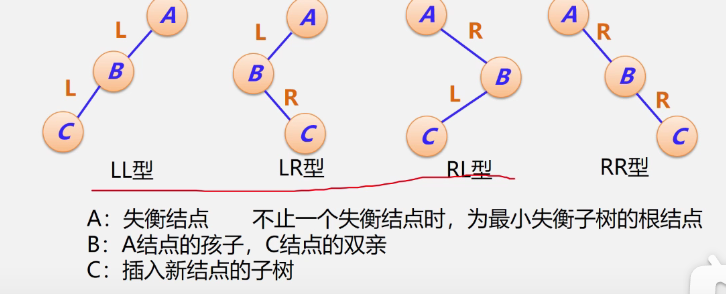 A A A A
L L R R
B B B B
L R L R
C C C C
LL型 LR型 RL型 RR型
A：失衡结点 不止一个失衡结点时，为最小失衡子树的根结点
B：A结点的孩子，C结点的双亲
C：插入新结点的子树